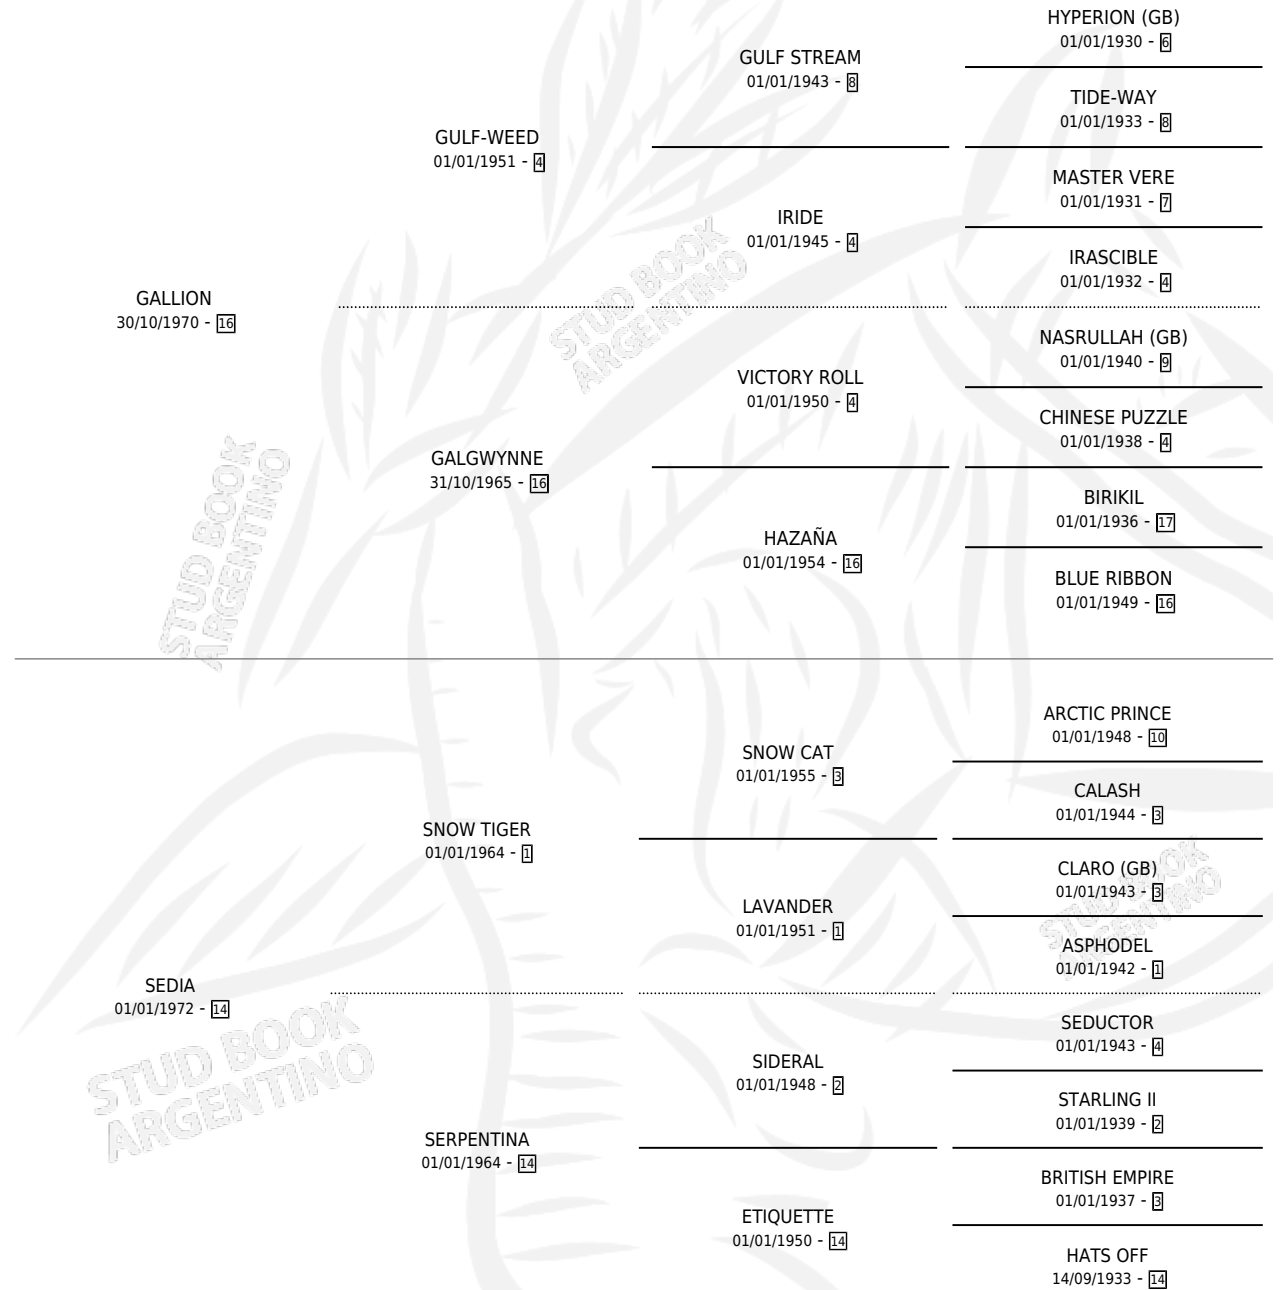 HYPERION (GB)
01/01/1930 - 6
GULF STREAM
01/01/1943 - 8
TIDE-WAY
01/01/1933 - 8
GULF-WEED
01/01/1951 - 4
MASTER VERE
01/01/1931 - 7
IRIDE
01/01/1945 - 4
IRASCIBLE
01/01/1932 - 4
GALLION
30/10/1970 - 16
STUD BOOK
ARGENTINO
NASRULLAH (GB)
01/01/1940 - 9
VICTORY ROLL
01/01/1950 - 4
CHINESE PUZZLE
01/01/1938 - 4
GALGWYNNE
31/10/1965 - 16
BIRIKIL
01/01/1936 - 17
HAZAÑA
01/01/1954 - 16
BLUE RIBBON
01/01/1949 - 16
STUD BOOK
ARGENTINO
ARCTIC PRINCE
01/01/1948 - 10
SNOW CAT
01/01/1955 - 3
CALASH
01/01/1944 - 3
SNOW TIGER
01/01/1964 - 1
CLARO (GB)
01/01/1943 - 3
LAVANDER
01/01/1951 - 1
STUD BOOK
ARGENTINO
ASPHODEL
01/01/1942 - 1
SEDIA
01/01/1972 - 14
SEDUCTOR
01/01/1943 - 4
STUD BOOK
ARGENTINO
SIDERAL
01/01/1948 - 2
STARLING II
01/01/1939 - 2
SERPENTINA
01/01/1964 - 14
BRITISH EMPIRE
01/01/1937 - 3
ETIQUETTE
01/01/1950 - 14
HATS OFF
14/09/1933 - 14